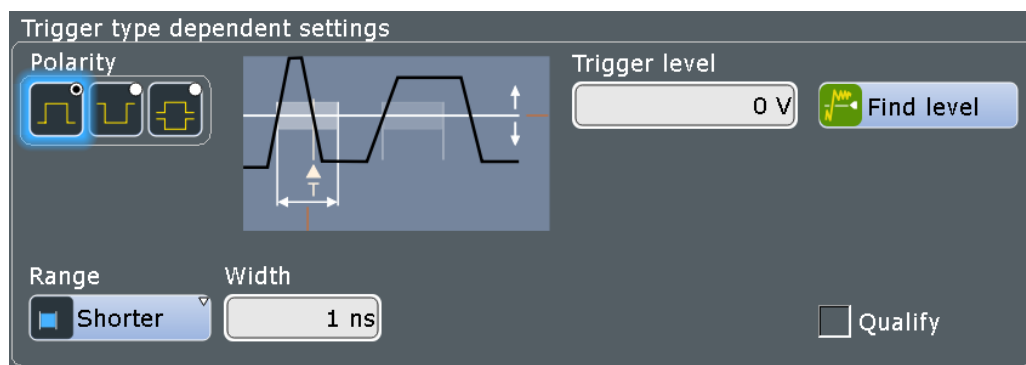 Trigger type dependent settings
Polarity
Trigger level
0 V
Find level
T
Range
Width
Shorter
1 ns
Qualify